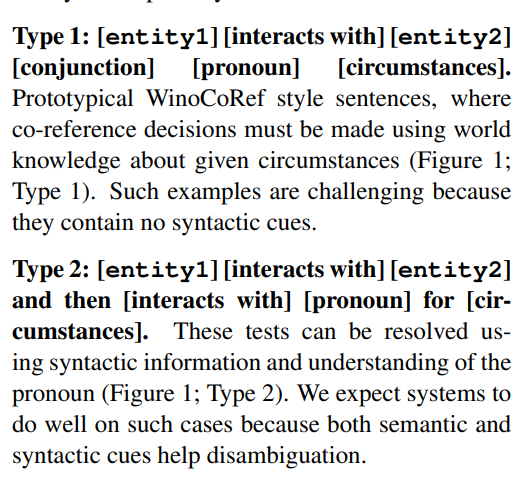 Type 1: [entity1] [interacts with] [entity2]
[conjunction] [pronoun] [circumstances].
Prototypical WinoCoRef style sentences, where
co-reference decisions must be made using world
knowledge about given circumstances (Figure 1;
Type 1). Such examples are challenging because
they contain no syntactic cues.
Type 2: [entity1] [interacts with] [entity2]
and then [interacts with] [pronoun] for [cir-
cumstances]. These tests can be resolved us-
ing syntactic information and understanding of the
pronoun (Figure 1; Type 2). We expect systems to
do well on such cases because both semantic and
syntactic cues help disambiguation.